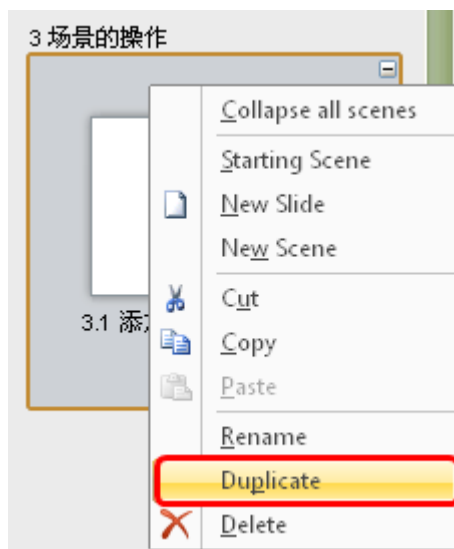 3 场景的操作
Collapse all scenes
Starting Scene
New Slide
New Scene
Cut
3.1 添
Copy
Paste
Rename
Duplicate
Delete